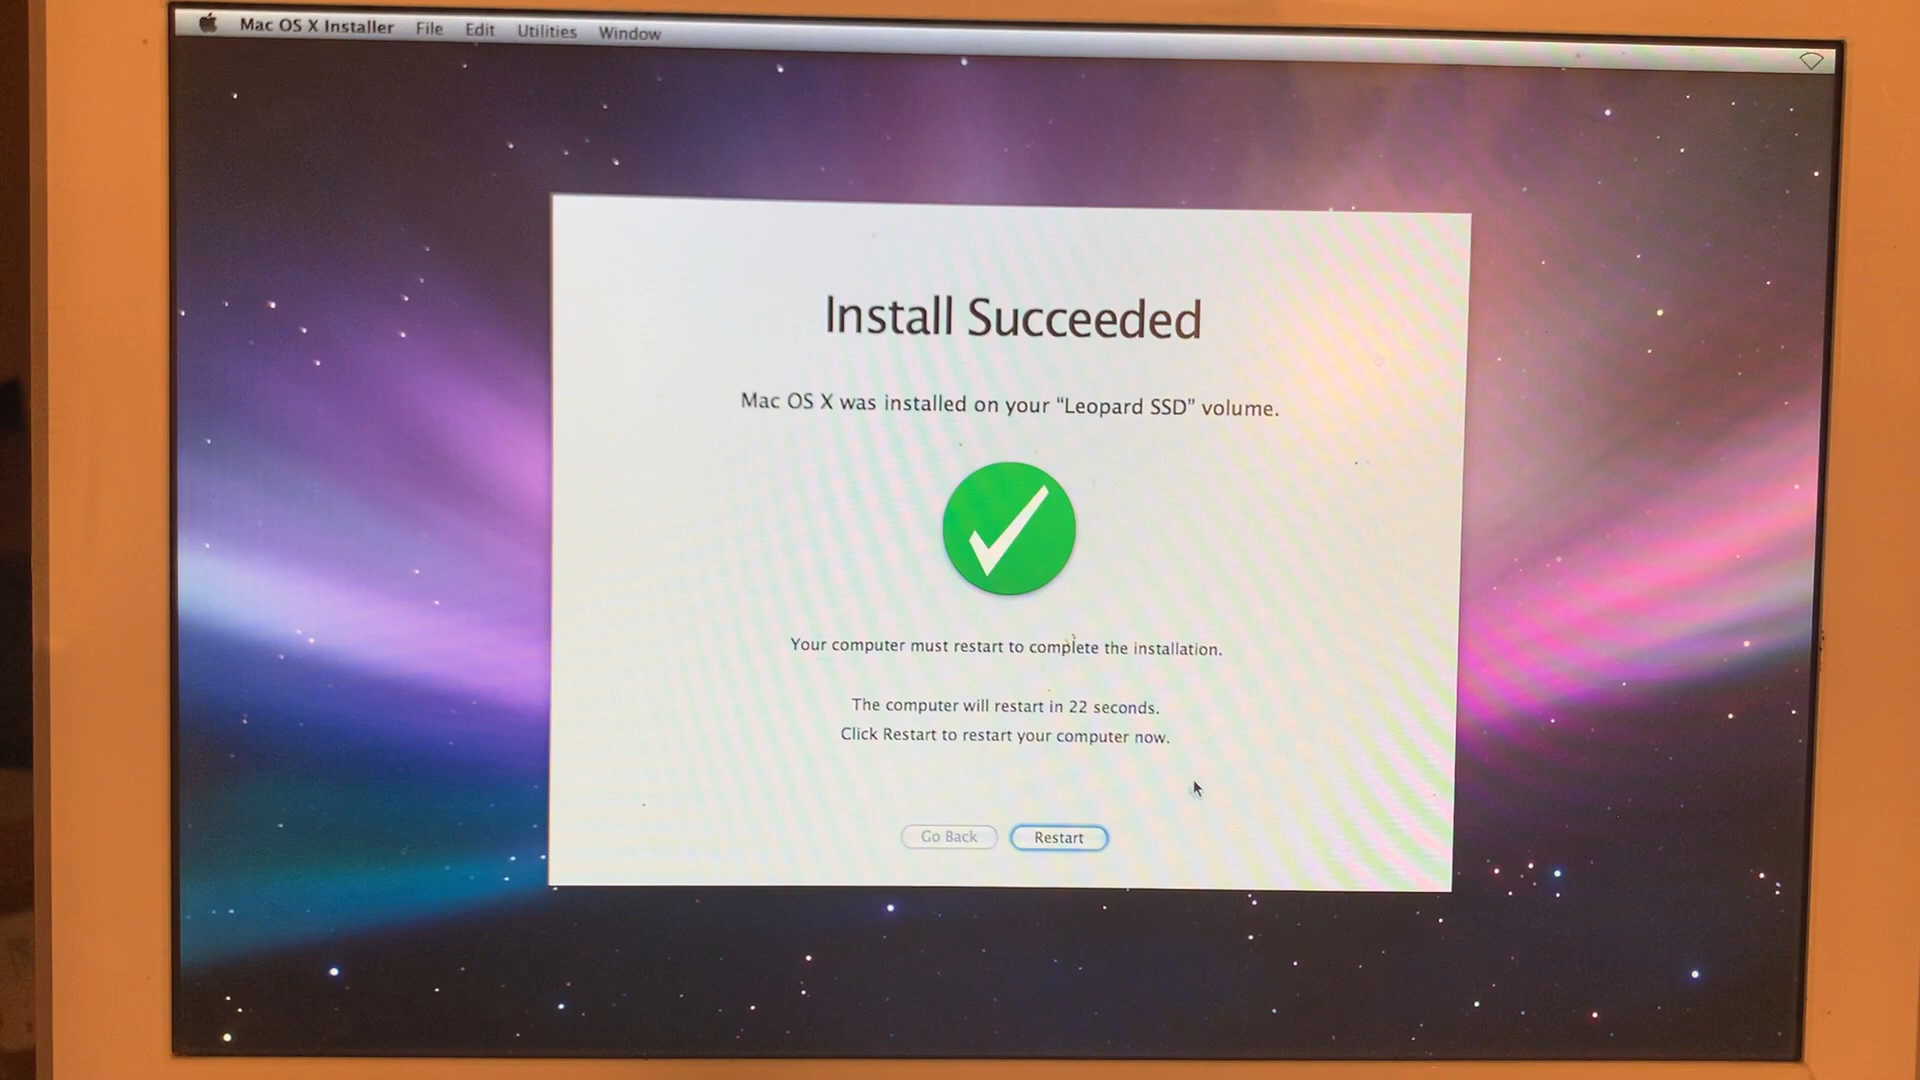 Mac OS X Installer File Edit Utilities Window
Install Succeeded
Mac OS X was installed on your “Leopard SSD” volume.
Your computer must restart to complete the installation.
The computer will restart in 22 seconds.
Click Restart to restart your computer now.
Go Back Restart